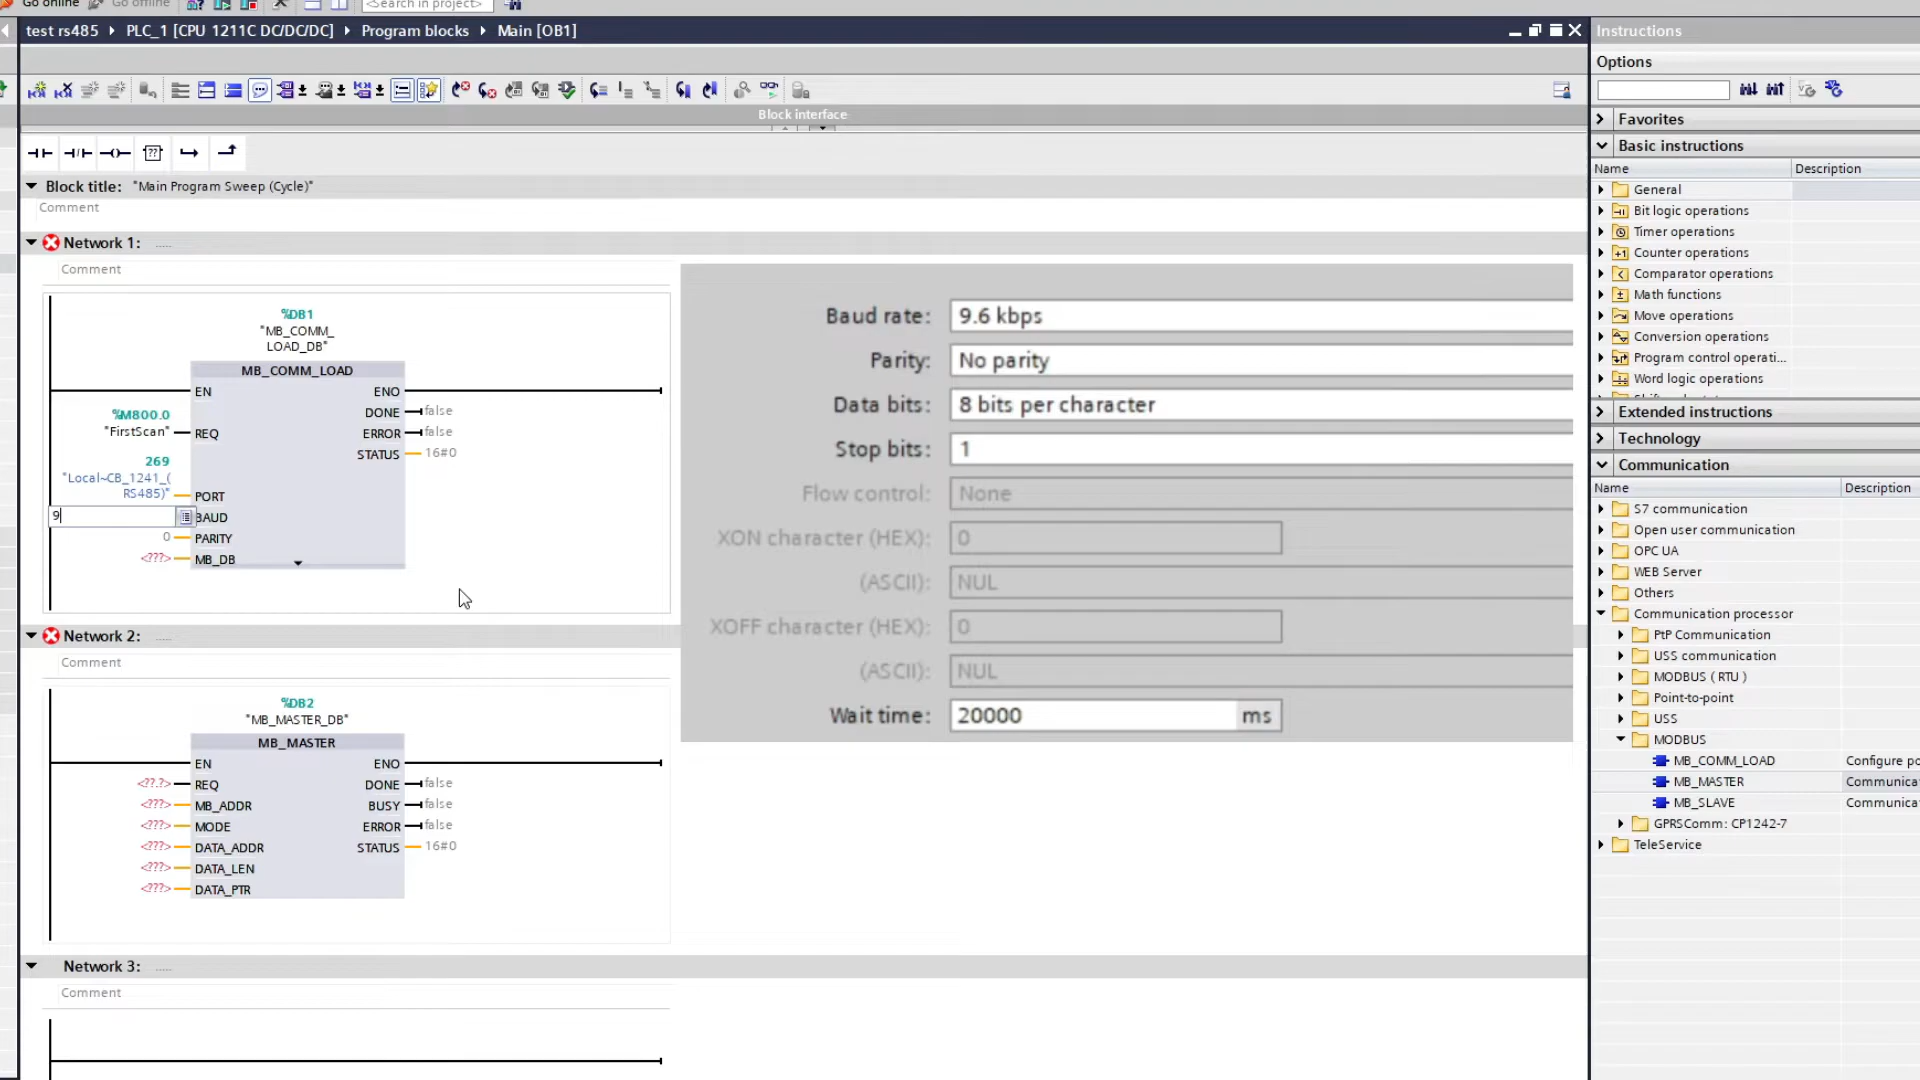 Go online Go offline <Search in project>
test rs485 PLC_1 [CPU 1211C DC/DC/DC] Program blocks Main [OB1]
Block interface
??
Block title: "Main Program Sweep (Cycle)"
Comment
Network 1: .....
Comment
%DB1
"MB_COMM_
LOAD_DB"
MB_COMM_LOAD
EN ENO
DONE false
%M800.0
"FirstScan" REQ ERROR false
STATUS 16#0
269
"Local~CB_1241_(
RS485)" PORT
9 BAUD
0 PARITY
<???> MB_DB
Baud rate: 9.6 kbps
Parity: No parity
Data bits: 8 bits per character
Stop bits: 1
Flow control: None
XON character (HEX): 0
(ASCII): NUL
XOFF character (HEX): 0
(ASCII): NUL
Wait time: 20000 ms
Network 2: .....
Comment
%DB2
"MB_MASTER_DB"
MB_MASTER
EN ENO
<??.?> REQ DONE false
<???> MB_ADDR BUSY false
<???> MODE ERROR false
<???> DATA_ADDR STATUS 16#0
<???> DATA_LEN
<???> DATA_PTR
Network 3: .....
Comment
Instructions
Options
Favorites
Basic instructions
Name Description
General
Bit logic operations
Timer operations
Counter operations
Comparator operations
Math functions
Move operations
Conversion operations
Program control operati...
Word logic operations
Extended instructions
Technology
Communication
Name Description
S7 communication
Open user communication
OPC UA
WEB Server
Others
Communication processor
PtP Communication
USS communication
MODBUS ( RTU )
Point-to-point
USS
MODBUS
MB_COMM_LOAD Configure po
MB_MASTER Communica
MB_SLAVE Communica
GPRSComm: CP1242-7
TeleService